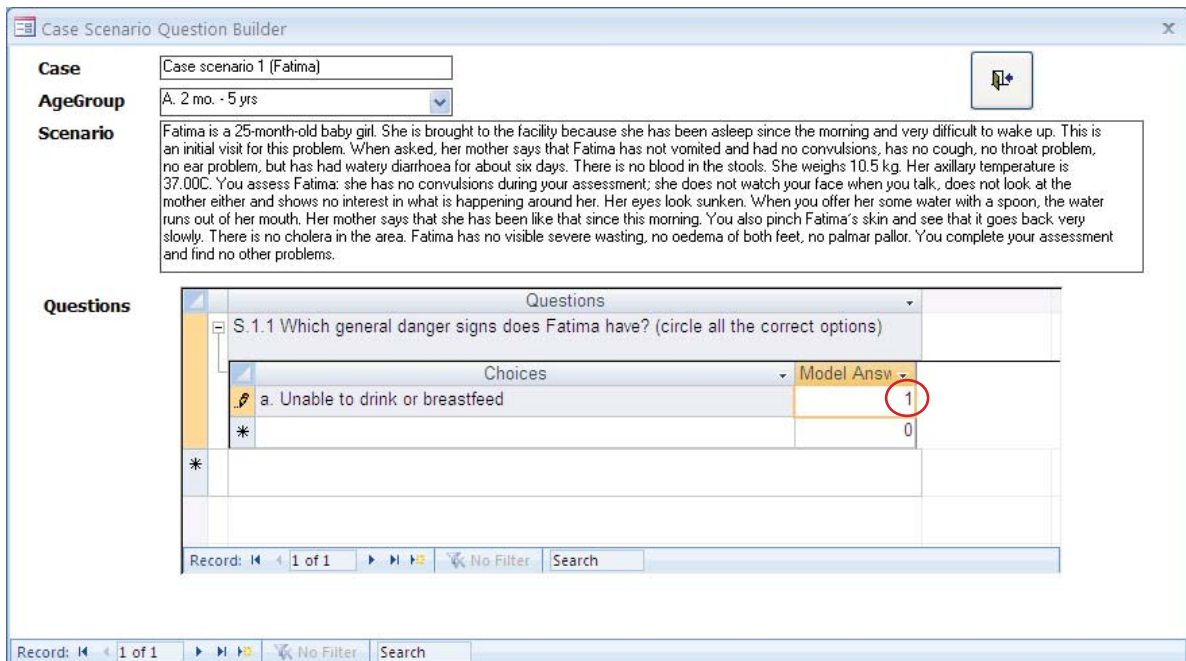 Case Scenario Question Builder
Case
Case scenario 1 (Fatima)
AgeGroup
A. 2 mo. - 5 yrs
Scenario
Fatima is a 25-month-old baby girl. She is brought to the facility because she has been asleep since the morning and very difficult to wake up. This is
an initial visit for this problem. When asked, her mother says that Fatima has not vomited and had no convulsions, has no cough, no throat problem,
no ear problem, but has had watery diarrhoea for about six days. There is no blood in the stools. She weighs 10.5 kg. Her axillary temperature is
37.00C. You assess Fatima: she has no convulsions during your assessment; she does not watch your face when you talk, does not look at the
mother either and shows no interest in what is happening around her. Her eyes look sunken. When you offer her some water with a spoon, the water
runs out of her mouth. Her mother says that she has been like that since this morning. You also pinch Fatima´s skin and see that it goes back very
slowly. There is no cholera in the area. Fatima has no visible severe wasting, no oedema of both feet, no palmar pallor. You complete your assessment
and find no other problems.
Questions
Questions
S.1.1 Which general danger signs does Fatima have? (circle all the correct options)
Choices
Model Answ
a. Unable to drink or breastfeed
1
0
Record: 1 of 1 No Filter Search
Record: 1 of 1 No Filter Search